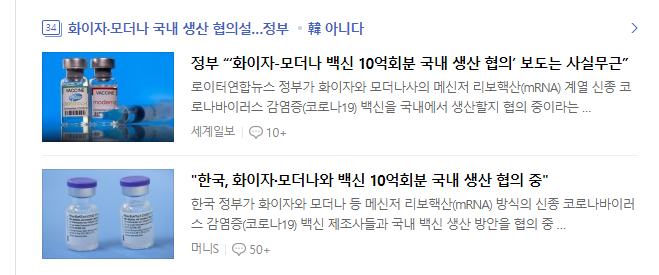 34 화이자·모더나 국내 생산 협의설...정부 • 韓 아니다
정부 “‘화이자-모더나 백신 10억회분 국내 생산 협의’ 보도는 사실무근”
로이터연합뉴스 정부가 화이자와 모더나사의 메신저 리보핵산(mRNA) 계열 신종 코
로나바이러스 감염증(코로나19) 백신을 국내에서 생산할지 협의 중이라는 ...
세계일보 10+
VACCINE
VACCINE
moderna
"한국, 화이자·모더나와 백신 10억회분 국내 생산 협의 중"
한국 정부가 화이자와 모더나 등 메신저 리보핵산(mRNA) 방식의 신종 코로나바이러
스 감염증(코로나19) 백신 제조사들과 국내 백신 생산 방안을 협의 중 ...
머니S 50+